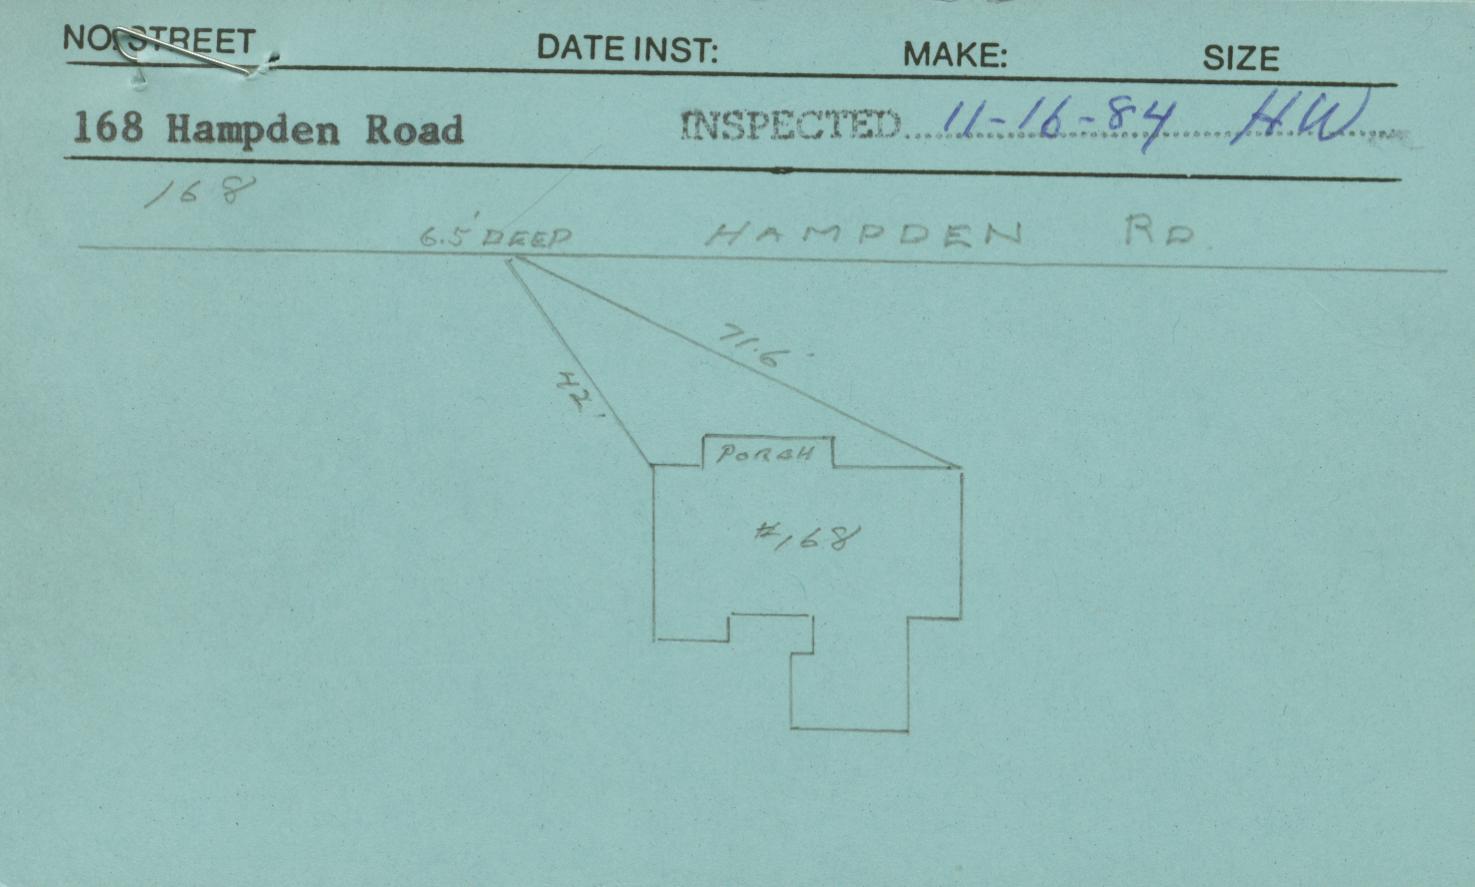 NO. STREET DATE INST: MAKE: SIZE
168 Hampden Road INSPECTED 11-16-84 HW
168
6.5' DEEP HAMPDEN RD.
71.6'
42'
PORCH
#168